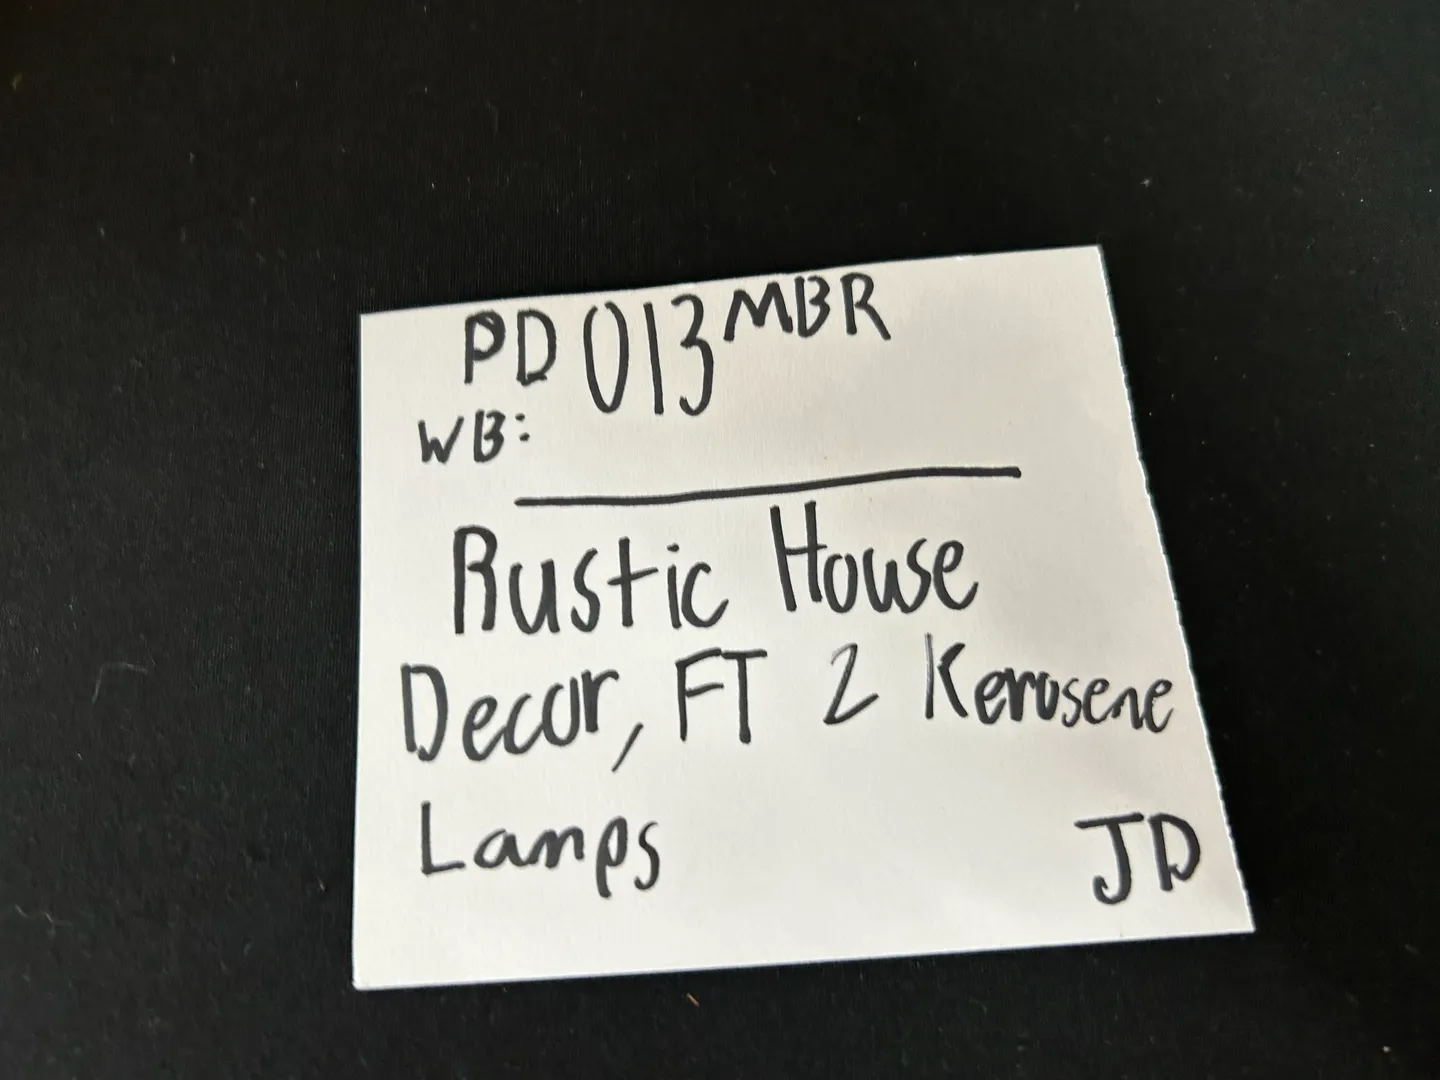 PD 013 MBR
WB:
Rustic House
Decor, FT 2 Kerosene
Lamps JD